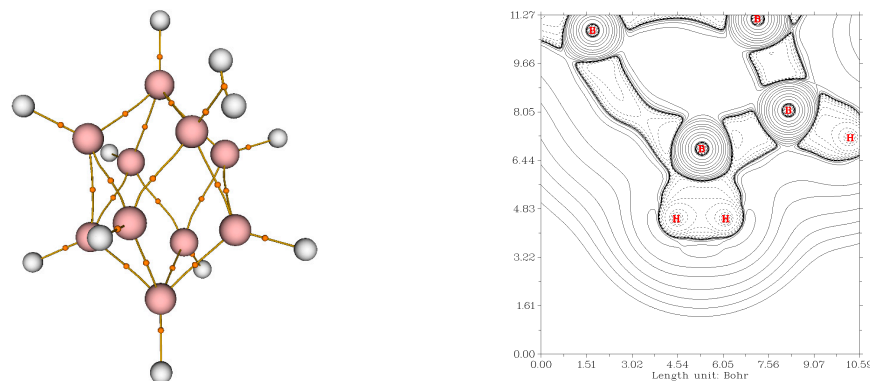 11.27
9.66
8.05
6.44
4.83
3.22
1.61
0.00
H
B
B
B
H
H
H
0.00 1.51 3.02 4.54 6.05 7.56 9.07 10.59
Length unit: Bohr